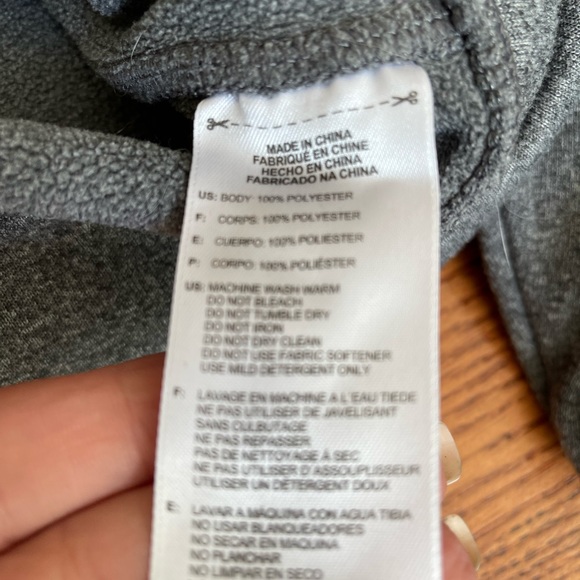 MADE IN CHINA
FABRIQUÉ EN CHINE
HECHO EN CHINA
FABRICADO NA CHINA
US: BODY: 100% POLYESTER
F: CORPS: 100% POLYESTER
E: CUERPO: 100% POLIESTER
P: CORPO: 100% POLIÉSTER
US: MACHINE WASH WARM
DO NOT BLEACH
DO NOT TUMBLE DRY
DO NOT IRON
DO NOT DRY CLEAN
DO NOT USE FABRIC SOFTENER
USE MILD DETERGENT ONLY
F: LAVAGE EN MACHINE A L'EAU TIEDE
NE PAS UTILISER DE JAVELISANT
SANS CULBUTAGE
NE PAS REPASSER
PAS DE NETTOYAGE À SEC
NE PAS UTILISER D'ASSOUPLISSEUR
UTILISER UN DÉTERGENT DOUX
E: LAVAR A MÁQUINA CON AGUA TIBIA
NO USAR BLANQUEADORES
NO SECAR EN MAQUINA
NO PLANCHAR
NO LIMPIAR EN SECO